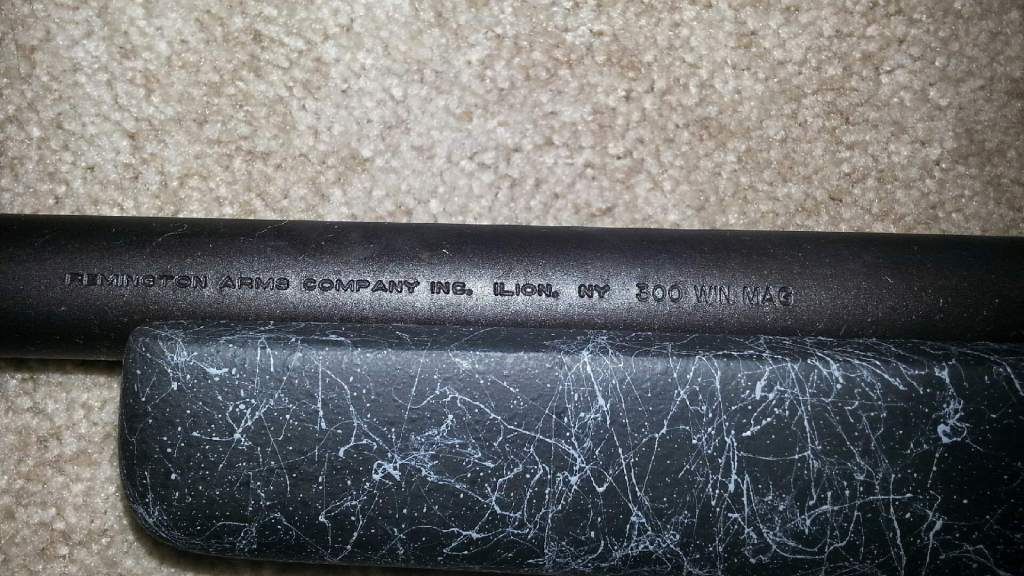 REMINGTON ARMS COMPANY INC. ILION, NY 300 WIN MAG